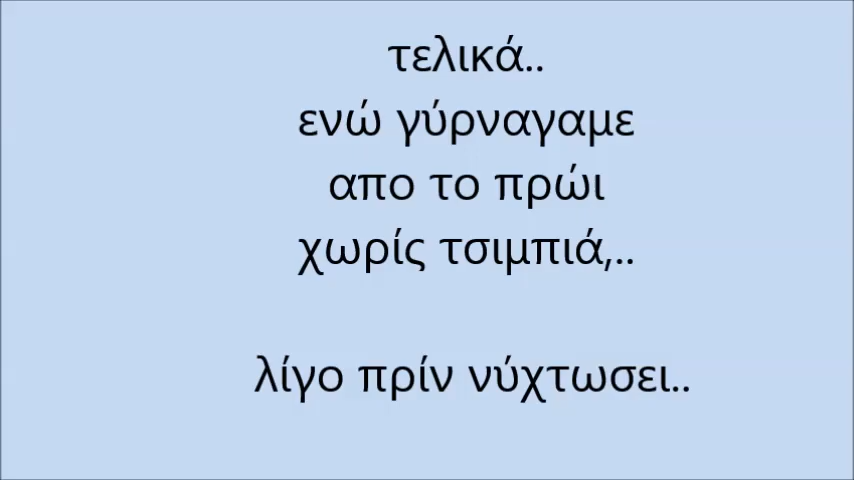 τελικά..
ενώ γύρναγαμε
απο το πρώι
χωρίς τσιμπιά,..
λίγο πρίν νύχτωσει..